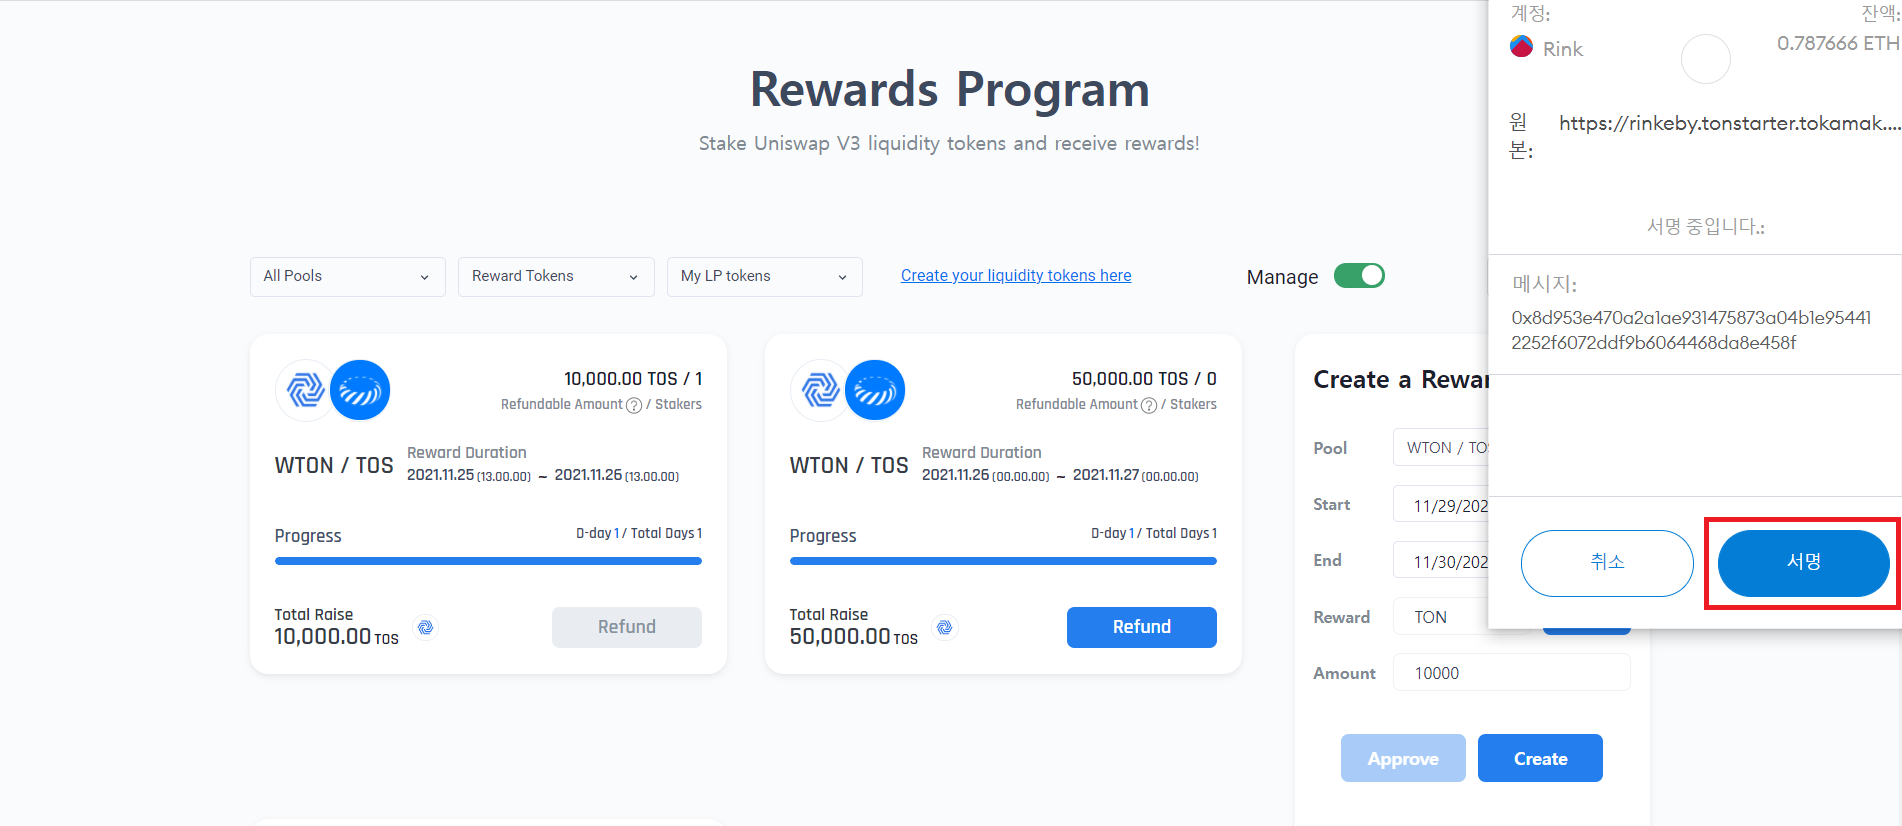 Rewards Program
Stake Uniswap V3 liquidity tokens and receive rewards!
All Pools
Reward Tokens
My LP tokens
Create your liquidity tokens here
Manage
10,000.00 TOS / 1
Refundable Amount ? / Stakers
WTON / TOS
Reward Duration
2021.11.25 (13.00.00) ~ 2021.11.26 (13.00.00)
Progress
D-day 1 / Total Days 1
Total Raise
10,000.00 TOS
Refund
50,000.00 TOS / 0
Refundable Amount ? / Stakers
WTON / TOS
Reward Duration
2021.11.26 (00.00.00) ~ 2021.11.27 (00.00.00)
Progress
D-day 1 / Total Days 1
Total Raise
50,000.00 TOS
Refund
Create a Rewar
Pool
WTON / TOS
Start
11/29/202
End
11/30/202
Reward
TON
Amount
10000
Approve
Create
계정:
잔액:
Rink
0.787666 ETH
원
본:
https://rinkeby.tonstarter.tokamak....
서명 중입니다.:
메시지:
0x8d953e470a2a1ae931475873a04b1e95441
2252f6072ddf9b6064468da8e458f
취소
서명